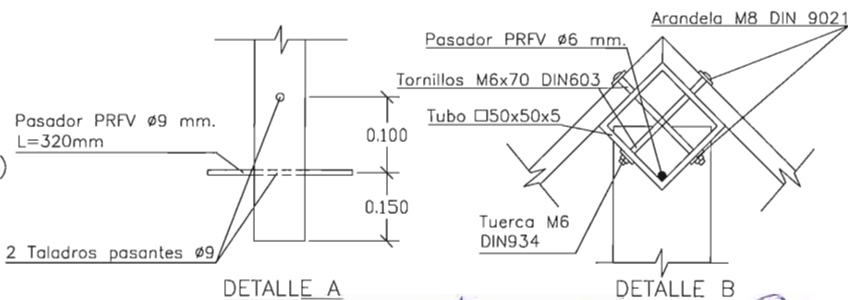 Pasador PRFV ø9 mm.
L=320mm
0.100
0.150
2 Taladros pasantes ø9
DETALLE A
Arandela M8 DIN 9021
Pasador PRFV ø6 mm.
Tornillos M6x70 DIN603
Tubo □50x50x5
Tuerca M6
DIN934
DETALLE B